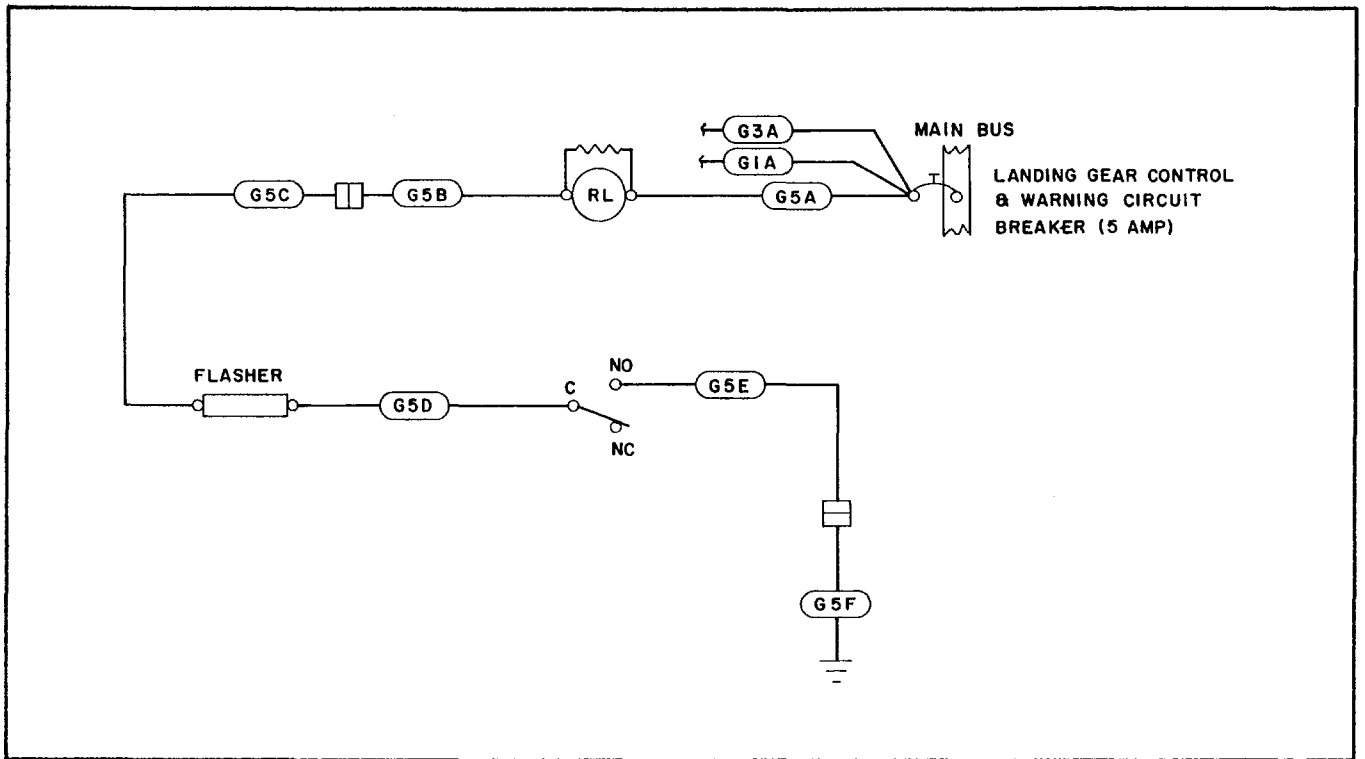 G3A
MAIN BUS
G1A
LANDING GEAR CONTROL
& WARNING CIRCUIT
BREAKER (5 AMP)
G5C
G5B
RL
G5A
T
FLASHER
NO
C
G5E
G5D
NC
G5F